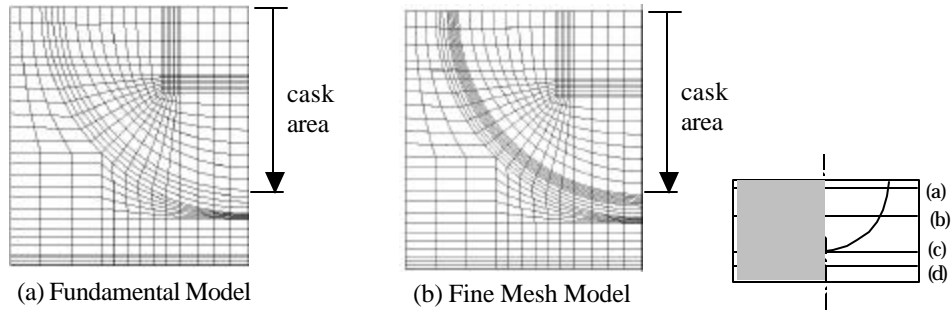 cask
area
(a) Fundamental Model
cask
area
(b) Fine Mesh Model
(a)
(b)
(c)
(d)